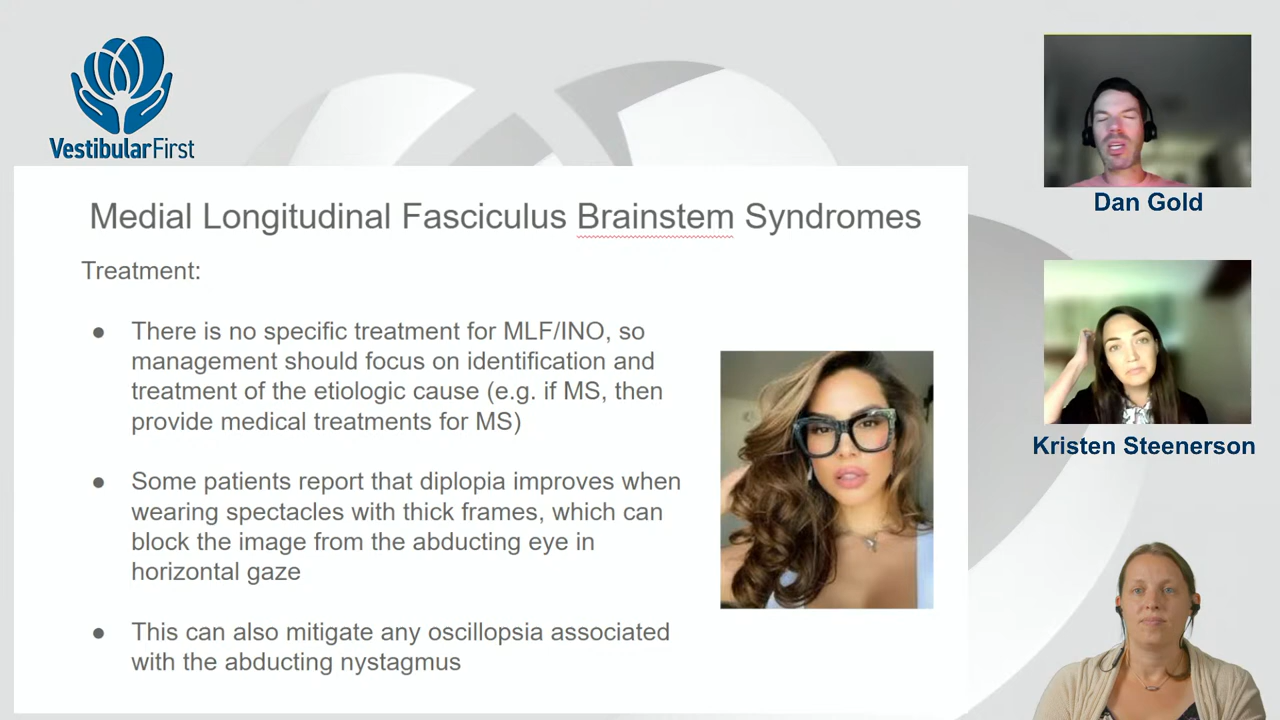 VestibularFirst
Medial Longitudinal Fasciculus Brainstem Syndromes
Treatment:
● There is no specific treatment for MLF/INO, so
management should focus on identification and
treatment of the etiologic cause (e.g. if MS, then
provide medical treatments for MS)
● Some patients report that diplopia improves when
wearing spectacles with thick frames, which can
block the image from the abducting eye in
horizontal gaze
● This can also mitigate any oscillopsia associated
with the abducting nystagmus
Dan Gold
Kristen Steenerson